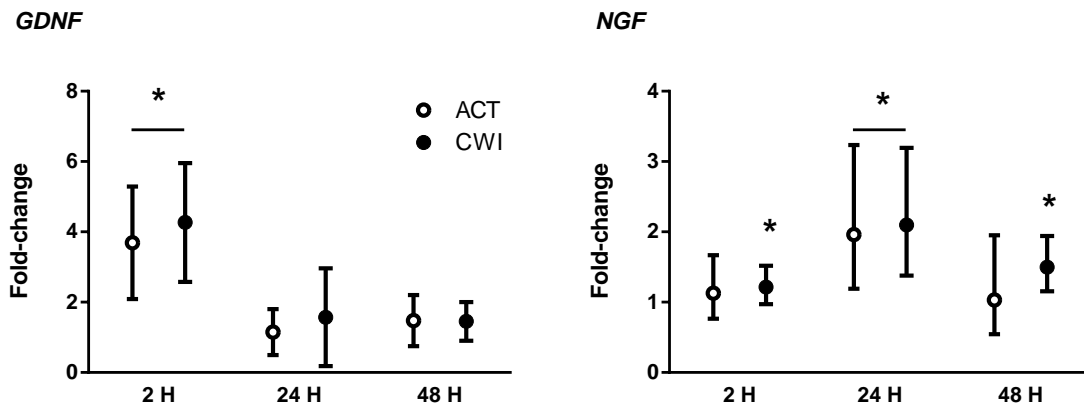 GDNF
8
6
4
2
0
Fold-change
*
ACT
CWI
2 H
24 H
48 H
NGF
4
3
2
1
0
Fold-change
*
*
*
2 H
24 H
48 H